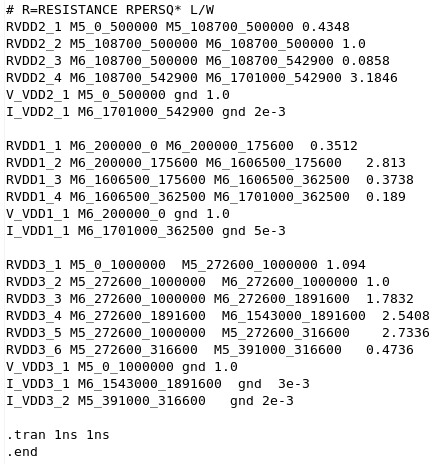 # R=RESISTANCE RPERSQ* L/W
RVDD2_1 M5_0_500000 M5_108700_500000 0.4348
RVDD2_2 M5_108700_500000 M6_108700_500000 1.0
RVDD2_3 M6_108700_500000 M6_108700_542900 0.0858
RVDD2_4 M6_108700_542900 M6_1701000_542900 3.1846
V_VDD2_1 M5_0_500000 gnd 1.0
I_VDD2_1 M6_1701000_542900 gnd 2e-3

RVDD1_1 M6_200000_0 M6_200000_175600  0.3512
RVDD1_2 M6_200000_175600 M6_1606500_175600   2.813
RVDD1_3 M6_1606500_175600 M6_1606500_362500  0.3738
RVDD1_4 M6_1606500_362500 M6_1701000_362500  0.189
V_VDD1_1 M6_200000_0 gnd 1.0
I_VDD1_1 M6_1701000_362500 gnd 5e-3

RVDD3_1 M5_0_1000000  M5_272600_1000000 1.094
RVDD3_2 M5_272600_1000000  M6_272600_1000000 1.0
RVDD3_3 M6_272600_1000000 M6_272600_1891600  1.7832
RVDD3_4 M6_272600_1891600  M6_1543000_1891600  2.5408
RVDD3_5 M5_272600_1000000  M5_272600_316600    2.7336
RVDD3_6 M5_272600_316600  M5_391000_316600   0.4736
V_VDD3_1 M5_0_1000000 gnd 1.0
I_VDD3_1 M6_1543000_1891600  gnd  3e-3
I_VDD3_2 M5_391000_316600   gnd 2e-3

.tran 1ns 1ns
.end